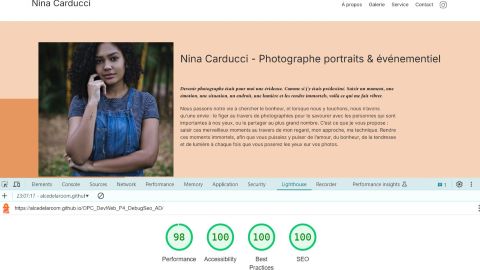 Nina Carducci
A propos Galerie Service Contact
Nina Carducci - Photographe portraits & événementiel
Devenir photographe était pour moi une évidence. Comme si j'y étais prédestiné. Saisir un moment, une
émotion, une situation, un endroit, une lumière et les rendre immortels, voilà ce qui me fait vibrer.
Nous passons notre vie à chercher le bonheur, et lorsque nous y touchons, nous n'avons
qu'une envie : le figer au travers de photographies pour le savourer avec les personnes qui sont
importantes à nos yeux, ou le partager au plus grand nombre. C'est ce que je vous propose :
saisir ces merveilleux moments au travers de mon regard, mon approche, ma technique. Rendre
ces moments immortels, afin que vous puissiez y puiser de l'amour, du bonheur, de la tendresse
et de lumière à chaque fois que vous poserez les yeux sur vos photos.
Elements Console Sources Network Performance Memory Application Security Lighthouse Recorder Performance insights 1
23:07:17 - alcedelaroom.github
https://alcedelaroom.github.io/OPC_DevWeb_P4_DebugSeo_AD/
98 100 100 100
Performance Accessibility Best Practices SEO